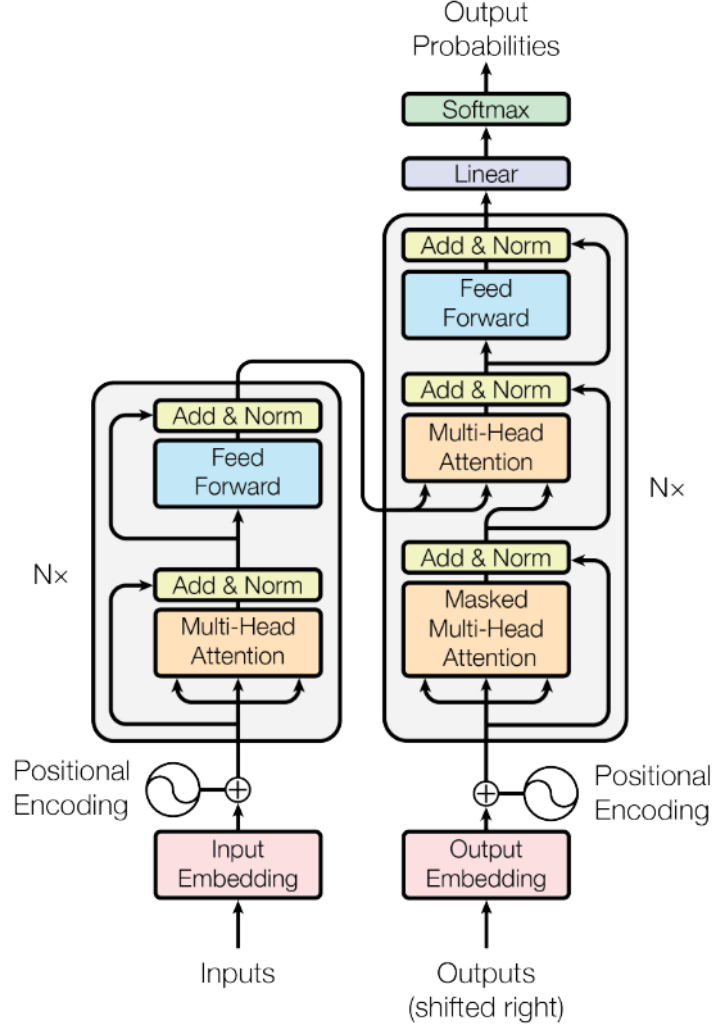 Output
Probabilities
Softmax
Linear
Add & Norm
Feed
Forward
Add & Norm
Multi-Head
Attention
Nx
Add & Norm
Masked
Multi-Head
Attention
Add & Norm
Feed
Forward
Nx
Add & Norm
Multi-Head
Attention
Positional
Encoding
Positional
Encoding
Input
Embedding
Output
Embedding
Inputs
Outputs
(shifted right)